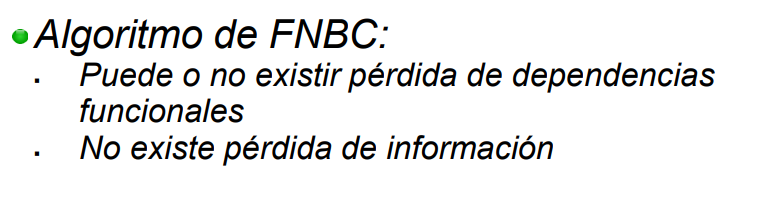 Algoritmo de FNBC:
Puede o no existir pérdida de dependencias
funcionales
No existe pérdida de información